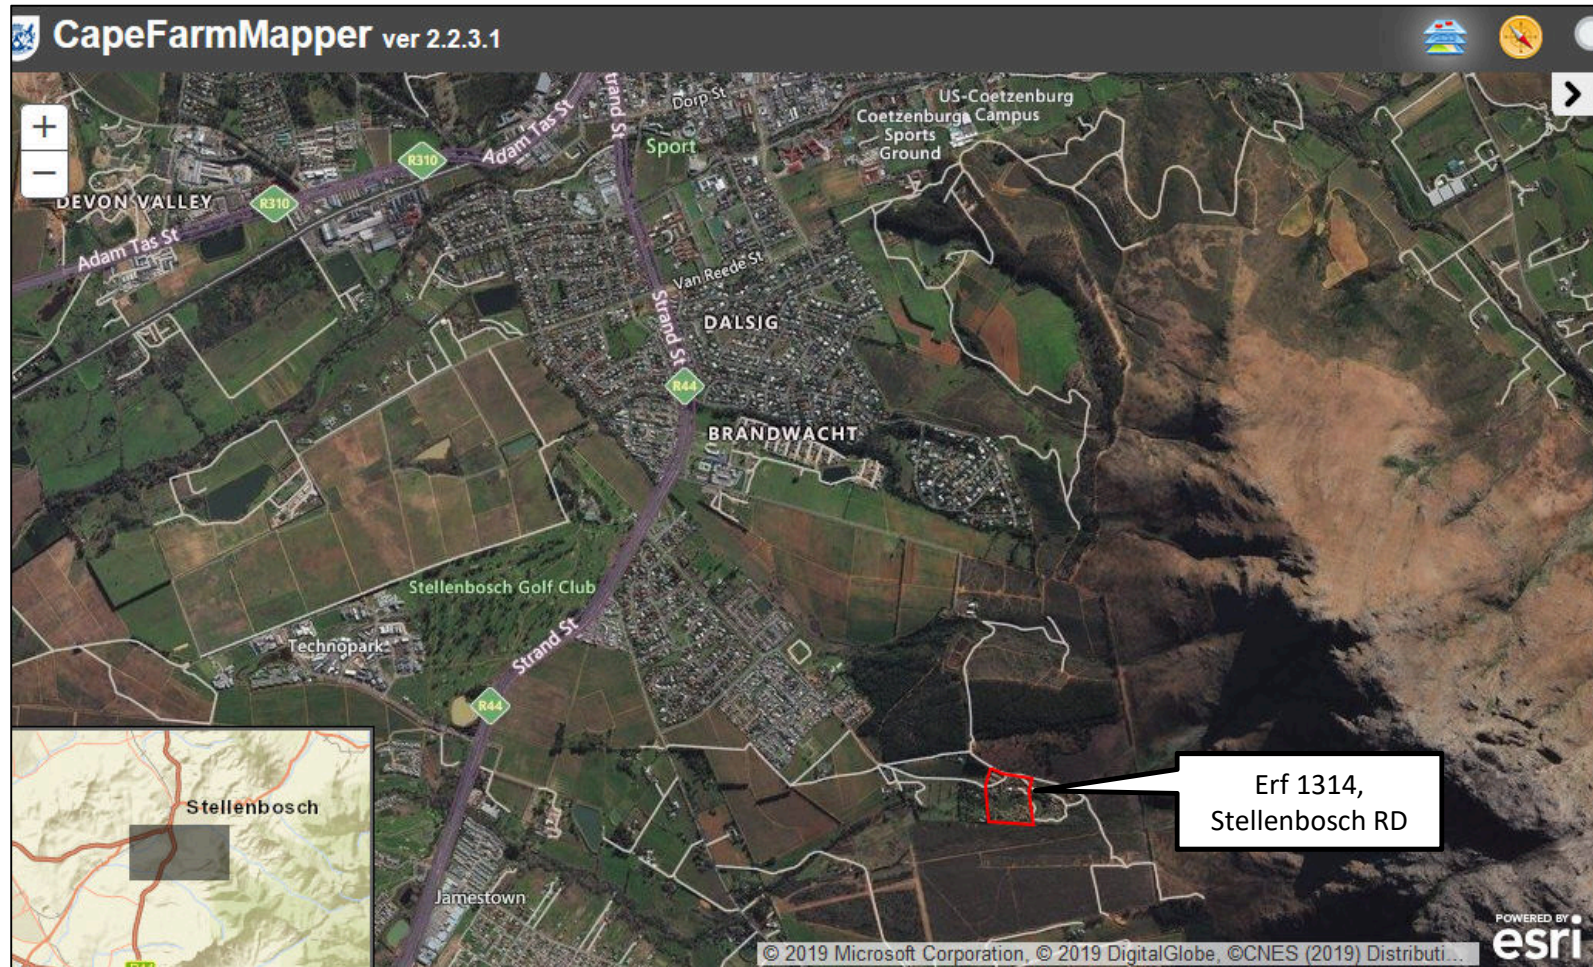 CapeFarmMapper ver 2.2.3.1
+
−
Dorp St
US-Coetzenburg
Campus
Coetzenburg
Sports
Ground
Strand St
Adam Tas St
R310
Sport
DEVON VALLEY
R310
Adam Tas St
Van Reede St
Strand St
DALSIG
R44
BRANDWACHT
Stellenbosch Golf Club
Technopark
Strand St
R44
Stellenbosch
Erf 1314,
Stellenbosch RD
Jamestown
R44
POWERED BY
esri
© 2019 Microsoft Corporation, © 2019 DigitalGlobe, ©CNES (2019) Distributi...